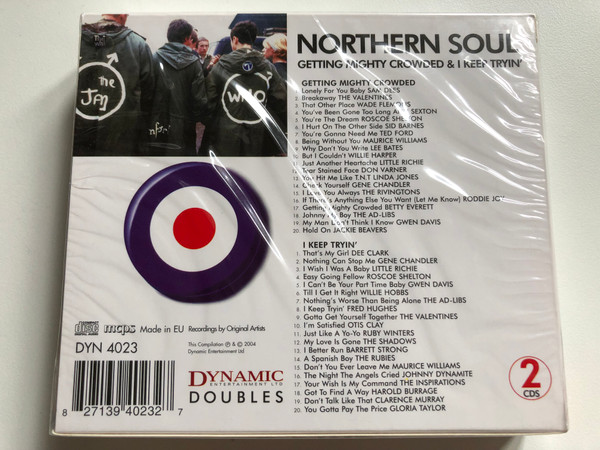 the
JAM
WHO
NORTHERN SOUL
GETTING MIGHTY CROWDED & I KEEP TRYIN'
GETTING MIGHTY CROWDED
1. Lonely For You Baby SAM DEES
2. Breakaway THE VALENTINES
3. That Other Place WADE FLEMONS
4. You've Been Gone Too Long ANN SEXTON
5. You're The Dream ROSCOE SHELTON
6. I Hurt On The Other Side SID BARNES
7. You're Gonna Need Me TED FORD
8. Being Without You MAURICE WILLIAMS
9. Why Don't You Write LEE BATES
10. But I Couldn't WILLIE HARPER
11. Just Another Heartache LITTLE RICHIE
12. Tear Stained Face DON VARNER
13. You Hit Me Like T.N.T LINDA JONES
14. Check Yourself GENE CHANDLER
15. I Love You Always THE RIVINGTONS
16. If There's Anything Else You Want (Let Me Know) RODDIE JOY
17. Getting Mighty Crowded BETTY EVERETT
18. Johnny My Boy THE AD-LIBS
19. My Man Don't Think I Know GWEN DAVIS
20. Hold On JACKIE BEAVERS
I KEEP TRYIN'
1. That's My Girl DEE CLARK
2. Nothing Can Stop Me GENE CHANDLER
3. I Wish I Was A Baby LITTLE RICHIE
4. Easy Going Fellow ROSCOE SHELTON
5. I Can't Be Your Part Time Baby GWEN DAVIS
6. Till I Get It Right WILLIE HOBBS
7. Nothing's Worse Than Being Alone THE AD-LIBS
8. I Keep Tryin' FRED HUGHES
9. Gotta Get Yourself Together THE VALENTINES
10. I'm Satisfied OTIS CLAY
11. Just Like A Yo-Yo RUBY WINTERS
12. My Love Is Gone THE SHADOWS
13. I Better Run BARRETT STRONG
14. A Spanish Boy THE RUBIES
15. Don't You Ever Leave Me MAURICE WILLIAMS
16. The Night The Angels Cried JOHNNY DYNAMITE
17. Your Wish Is My Command THE INSPIRATIONS
18. Got To Find A Way HAROLD BURRAGE
19. Don't Talk Like That CLARENCE MURRAY
20. You Gotta Pay The Price GLORIA TAYLOR
mcps Made in EU Recordings by Original Artists
DYN 4023
This Compilation ℗ & © 2004
Dynamic Entertainment Ltd
8 27139 40232 7
DYNAMIC
ENTERTAINMENT LTD
DOUBLES
2
CDS